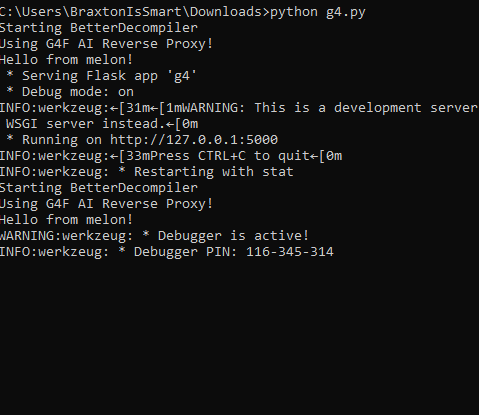 C:\Users\BraxtonIsSmart\Downloads>python g4.py
Starting BetterDecompiler
Using G4F AI Reverse Proxy!
Hello from melon!
 * Serving Flask app 'g4'
 * Debug mode: on
INFO:werkzeug:←[31m←[1mWARNING: This is a development server
 WSGI server instead.←[0m
 * Running on http://127.0.0.1:5000
INFO:werkzeug:←[33mPress CTRL+C to quit←[0m
INFO:werkzeug: * Restarting with stat
Starting BetterDecompiler
Using G4F AI Reverse Proxy!
Hello from melon!
WARNING:werkzeug: * Debugger is active!
INFO:werkzeug: * Debugger PIN: 116-345-314